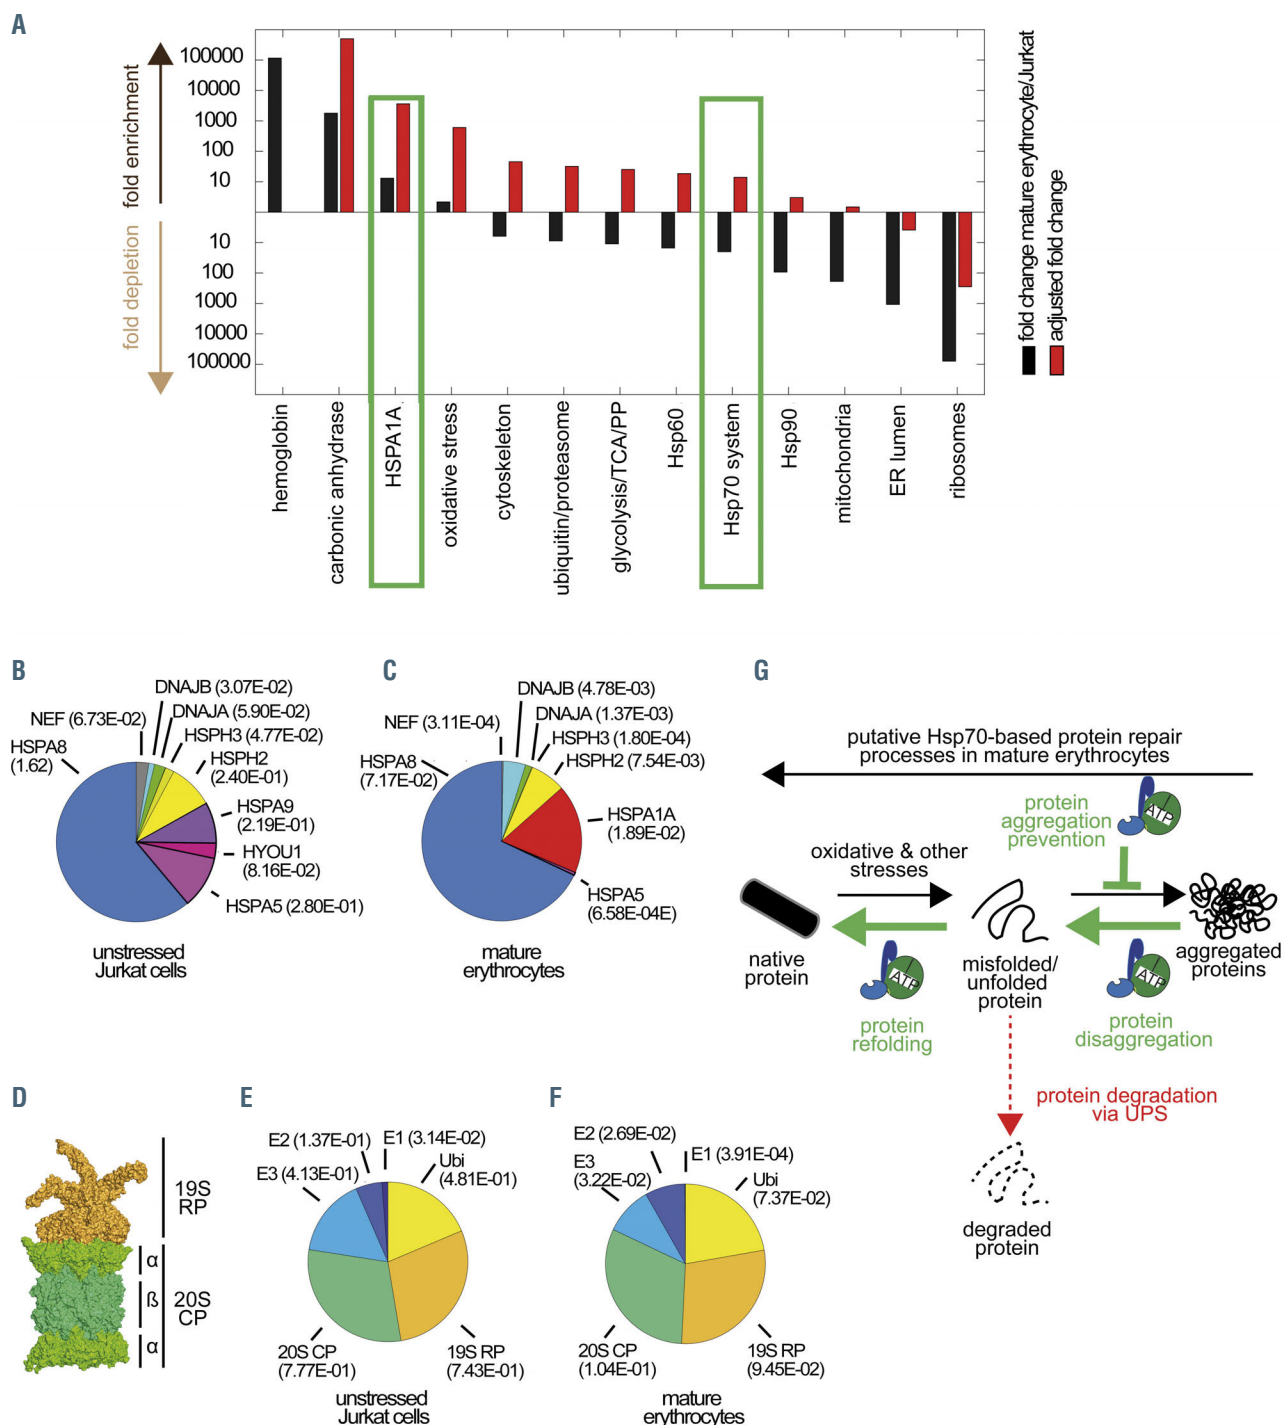 A
fold enrichment
fold depletion
100000
10000
1000
100
10
10
100
1000
10000
100000
hemoglobin
carbonic anhydrase
HSPA1A
oxidative stress
cytoskeleton
ubiquitin/proteasome
glycolysis/TCA/PP
Hsp60
Hsp70 system
Hsp90
mitochondria
ER lumen
ribosomes
fold change mature erythrocyte/Jurkat
adjusted fold change
B
DNAJB (3.07E-02)
DNAJA (5.90E-02)
NEF (6.73E-02)
HSPH3 (4.77E-02)
HSPA8
(1.62)
HSPH2
(2.40E-01)
HSPA9
(2.19E-01)
HYOU1
(8.16E-02)
HSPA5 (2.80E-01)
unstressed
Jurkat cells
C
DNAJB (4.78E-03)
NEF (3.11E-04)
DNAJA (1.37E-03)
HSPH3 (1.80E-04)
HSPA8
(7.17E-02)
HSPH2 (7.54E-03)
HSPA1A
(1.89E-02)
HSPA5
(6.58E-04E)
mature
erythrocytes
G
putative Hsp70-based protein repair
processes in mature erythrocytes
protein
aggregation
prevention
ATP
oxidative & other
stresses
native
protein
misfolded/
unfolded
protein
aggregated
proteins
ATP
ATP
protein
refolding
protein
disaggregation
protein degradation
via UPS
degraded
protein
D
19S
RP
α
ß
α
20S
CP
E
E2 (1.37E-01)
E1 (3.14E-02)
E3 (4.13E-01)
Ubi
(4.81E-01)
20S CP
(7.77E-01)
19S RP
(7.43E-01)
unstressed
Jurkat cells
F
E2 (2.69E-02)
E1 (3.91E-04)
E3
(3.22E-02)
Ubi
(7.37E-02)
20S CP
(1.04E-01)
19S RP
(9.45E-02)
mature
erythrocytes